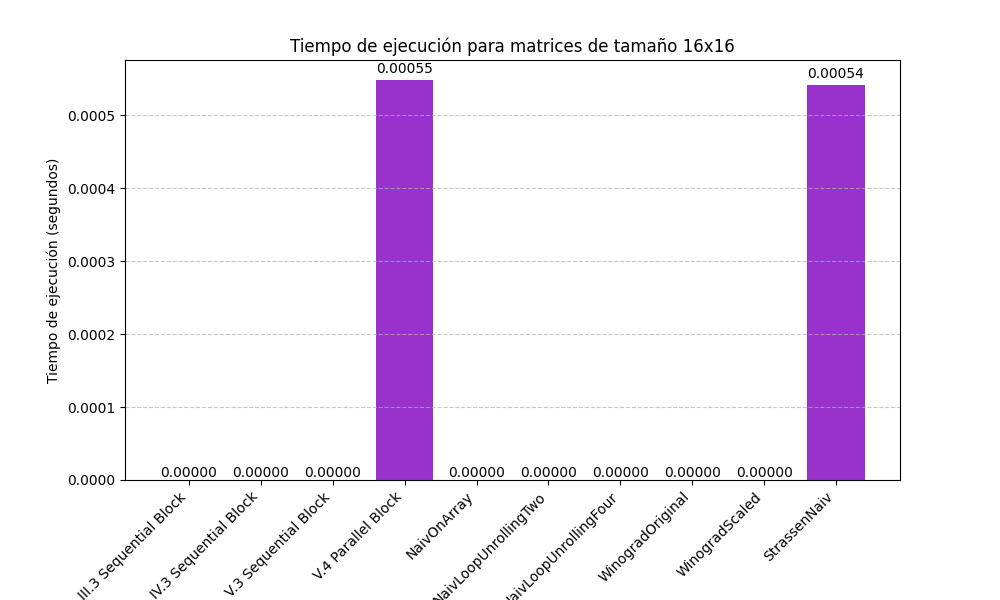 Tiempo de ejecución para matrices de tamaño 16x16
Tiempo de ejecución (segundos)
0.0005
0.0004
0.0003
0.0002
0.0001
0.0000
0.00000
0.00000
0.00000
0.00055
0.00000
0.00000
0.00000
0.00000
0.00000
0.00054
III.3 Sequential Block
IV.3 Sequential Block
V.3 Sequential Block
V.4 Parallel Block
NaivOnArray
NaivLoopUnrollingTwo
aivLoopUnrollingFour
WinogradOriginal
WinogradScaled
StrassenNaiv